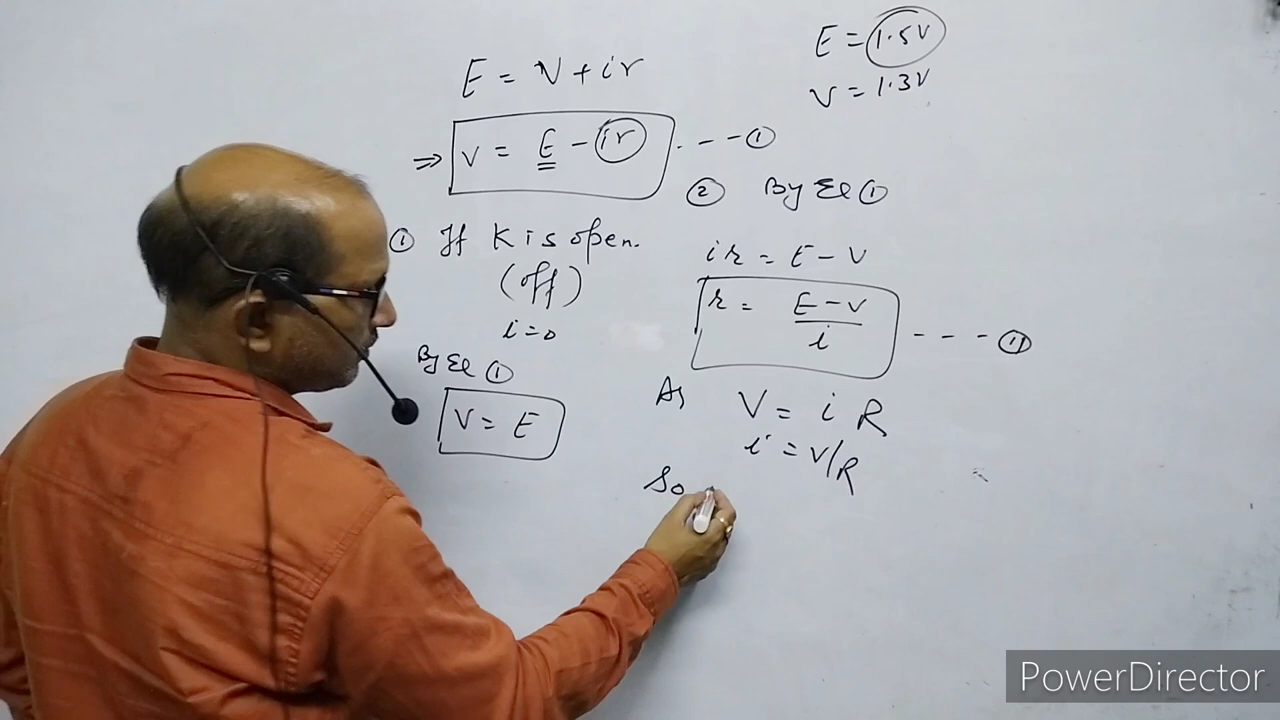 E = 1.5V
V = 1.3V
E = V + ir
⇒ V = E - ir . - - - ①
② By Eq ①
① If K is open.
(off)
i = 0
By Eq ①
V = E
ir = E - V
r = E - V / i - - - - ⑪
As V = i R
i = V/R
So
PowerDirector